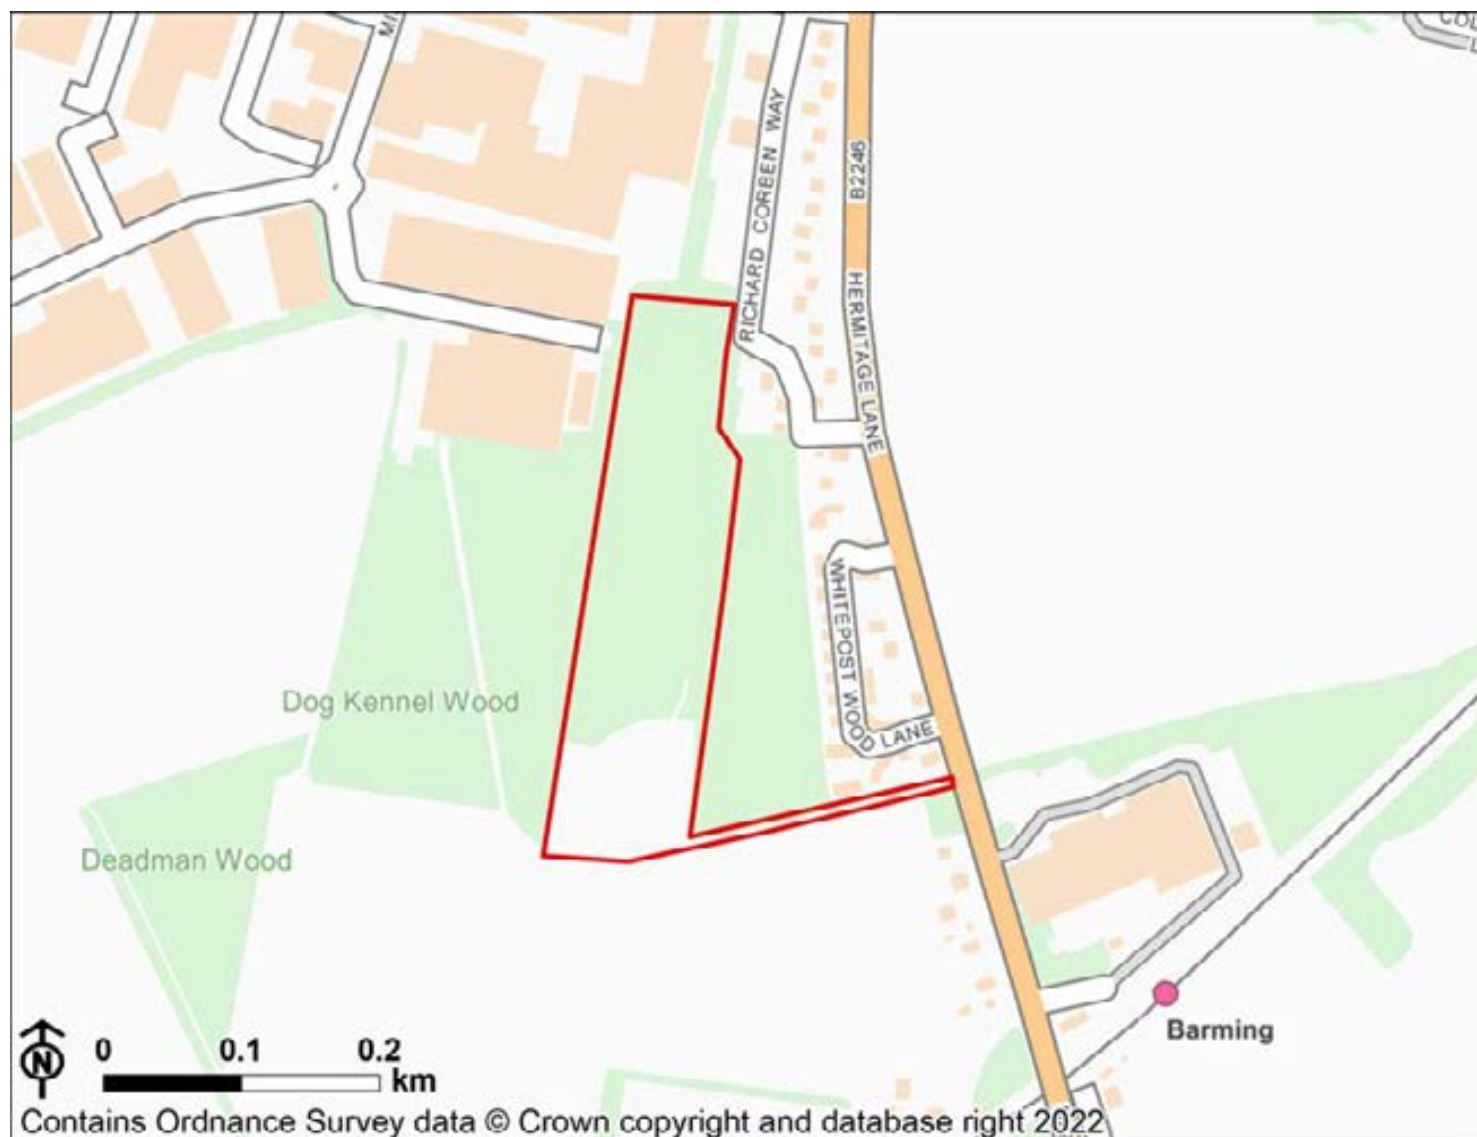 RICHARD CORBEN WAY
B2246
HERMITAGE LANE
WHITEPOST WOOD LANE
Dog Kennel Wood
Deadman Wood
Barming
N
0 0.1 0.2
km
Contains Ordnance Survey data © Crown copyright and database right 2022